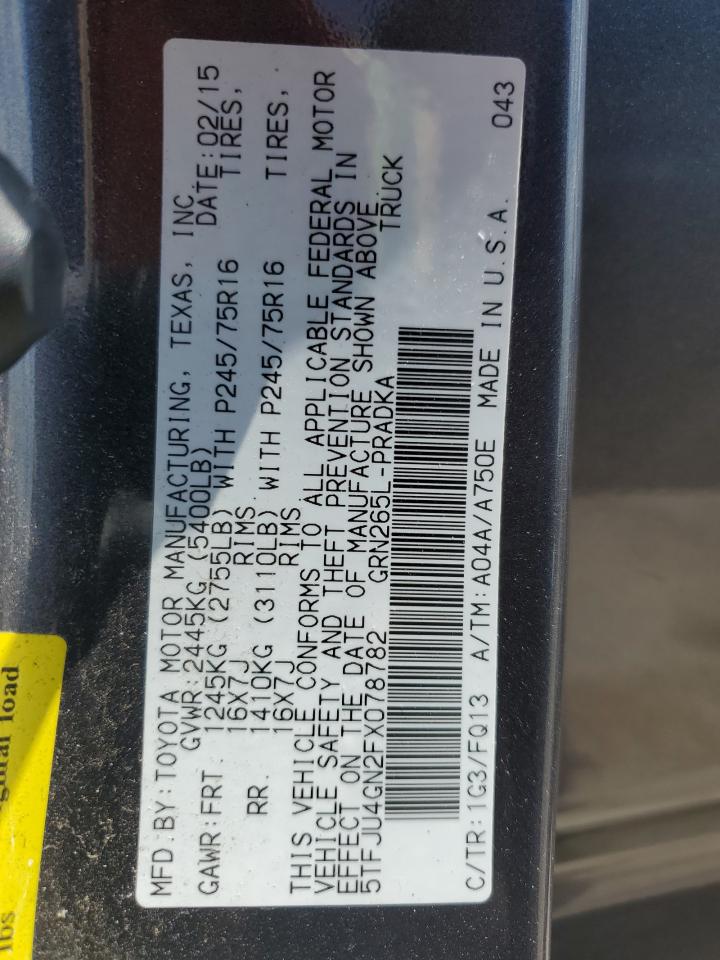 MFD.BY:TOYOTA MOTOR MANUFACTURING, TEXAS, INC.
GVWR:2445KG (5400LB) DATE:02/15
GAWR:FRT. 1245KG (2755LB) WITH P245/75R16 TIRES,
16X7J RIMS.
RR. 1410KG (3110LB) WITH P245/75R16 TIRES,
16X7J RIMS
THIS VEHICLE CONFORMS TO ALL APPLICABLE FEDERAL MOTOR
VEHICLE SAFETY AND THEFT PREVENTION STANDARDS IN
EFFECT ON THE DATE OF MANUFACTURE SHOWN ABOVE.
5TFJU4GN2FX078782 GRN265L-PRADKA TRUCK
C/TR:1G3/FQ13 A/TM:A04A/A750E MADE IN U.S.A. 043
load
lbs